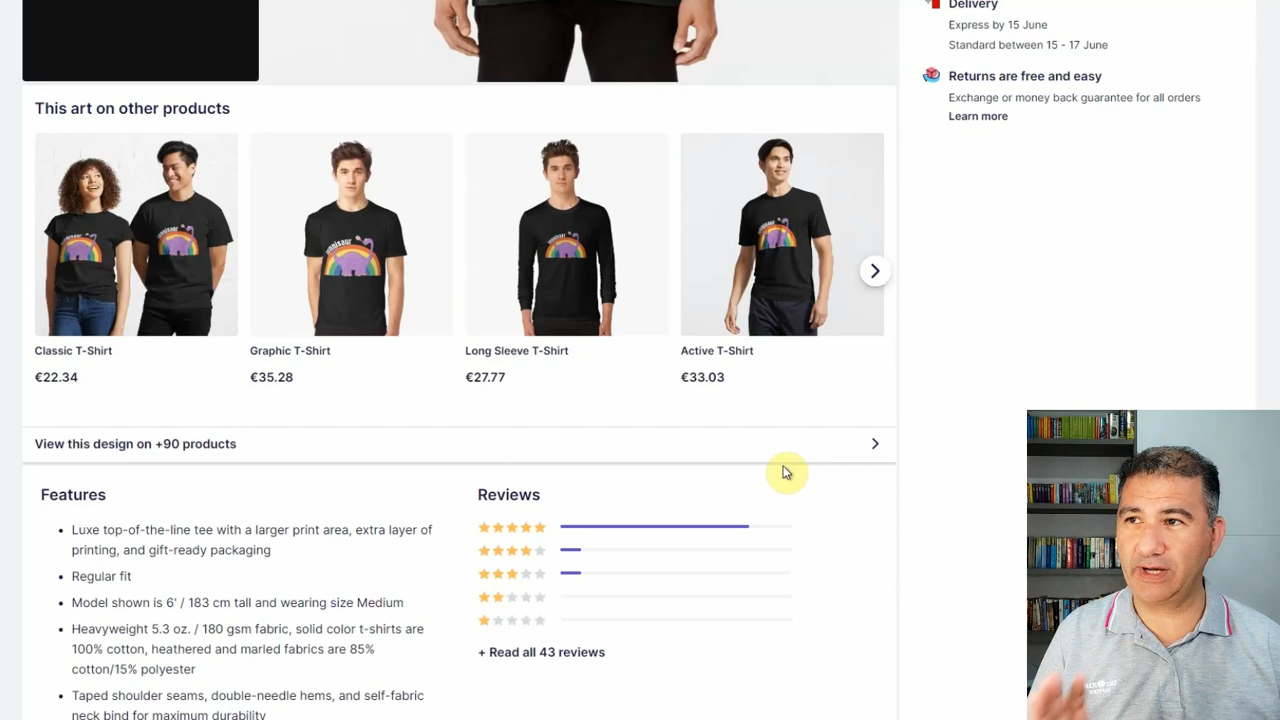 Delivery
Express by 15 June
Standard between 15 - 17 June
Returns are free and easy
Exchange or money back guarantee for all orders
Learn more
This art on other products
Classic T-Shirt
€22.34
Graphic T-Shirt
€35.28
Long Sleeve T-Shirt
€27.77
Active T-Shirt
€33.03
View this design on +90 products
Features
Luxe top-of-the-line tee with a larger print area, extra layer of
printing, and gift-ready packaging
Regular fit
Model shown is 6' / 183 cm tall and wearing size Medium
Heavyweight 5.3 oz. / 180 gsm fabric, solid color t-shirts are
100% cotton, heathered and marled fabrics are 85%
cotton/15% polyester
Taped shoulder seams, double-needle hems, and self-fabric
neck bind for maximum durability
Reviews
+ Read all 43 reviews